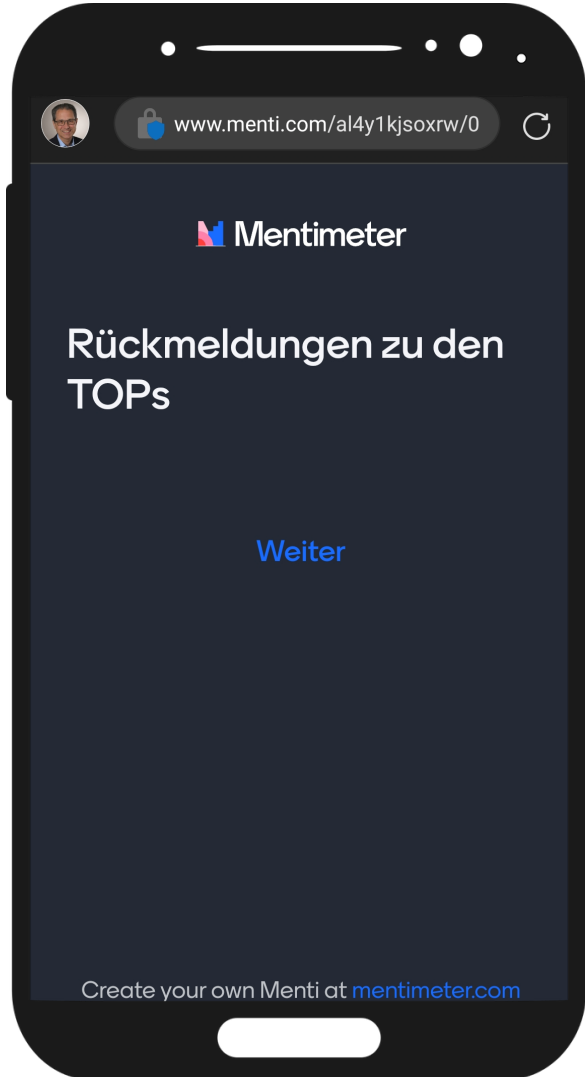 www.menti.com/al4y1kjsoxrw/0
Mentimeter
Rückmeldungen zu den
TOPs
Weiter
Create your own Menti at mentimeter.com